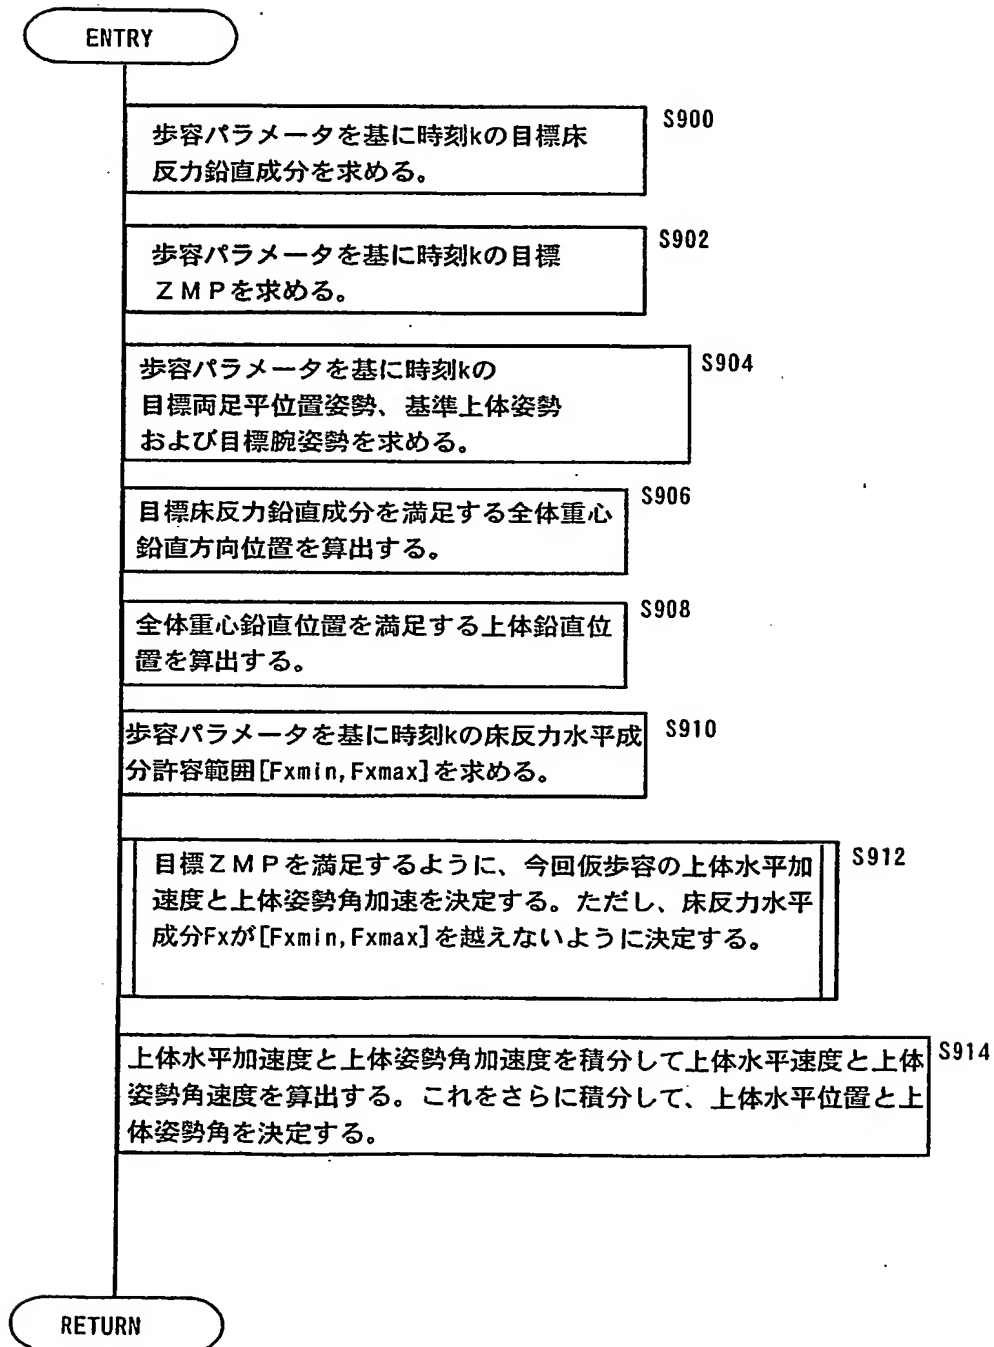 ENTRY
S900
歩容パラメータを基に時刻kの目標床
反力鉛直成分を求める。
S902
歩容パラメータを基に時刻kの目標
ZMPを求める。
S904
歩容パラメータを基に時刻kの
目標両足平位置姿勢、基準上体姿勢
および目標腕姿勢を求める。
S906
目標床反力鉛直成分を満足する全体重心
鉛直方向位置を算出する。
S908
全体重心鉛直位置を満足する上体鉛直位
置を算出する。
S910
歩容パラメータを基に時刻kの床反力水平成
分許容範囲[Fxmin,Fxmax]を求める。
S912
目標ZMPを満足するように、今回仮歩容の上体水平加
速度と上体姿勢角加速を決定する。ただし、床反力水平
成分Fxが[Fxmin,Fxmax]を越えないように決定する。
S914
上体水平加速度と上体姿勢角加速度を積分して上体水平速度と上体
姿勢角速度を算出する。これをさらに積分して、上体水平位置と上
体姿勢角を決定する。
RETURN